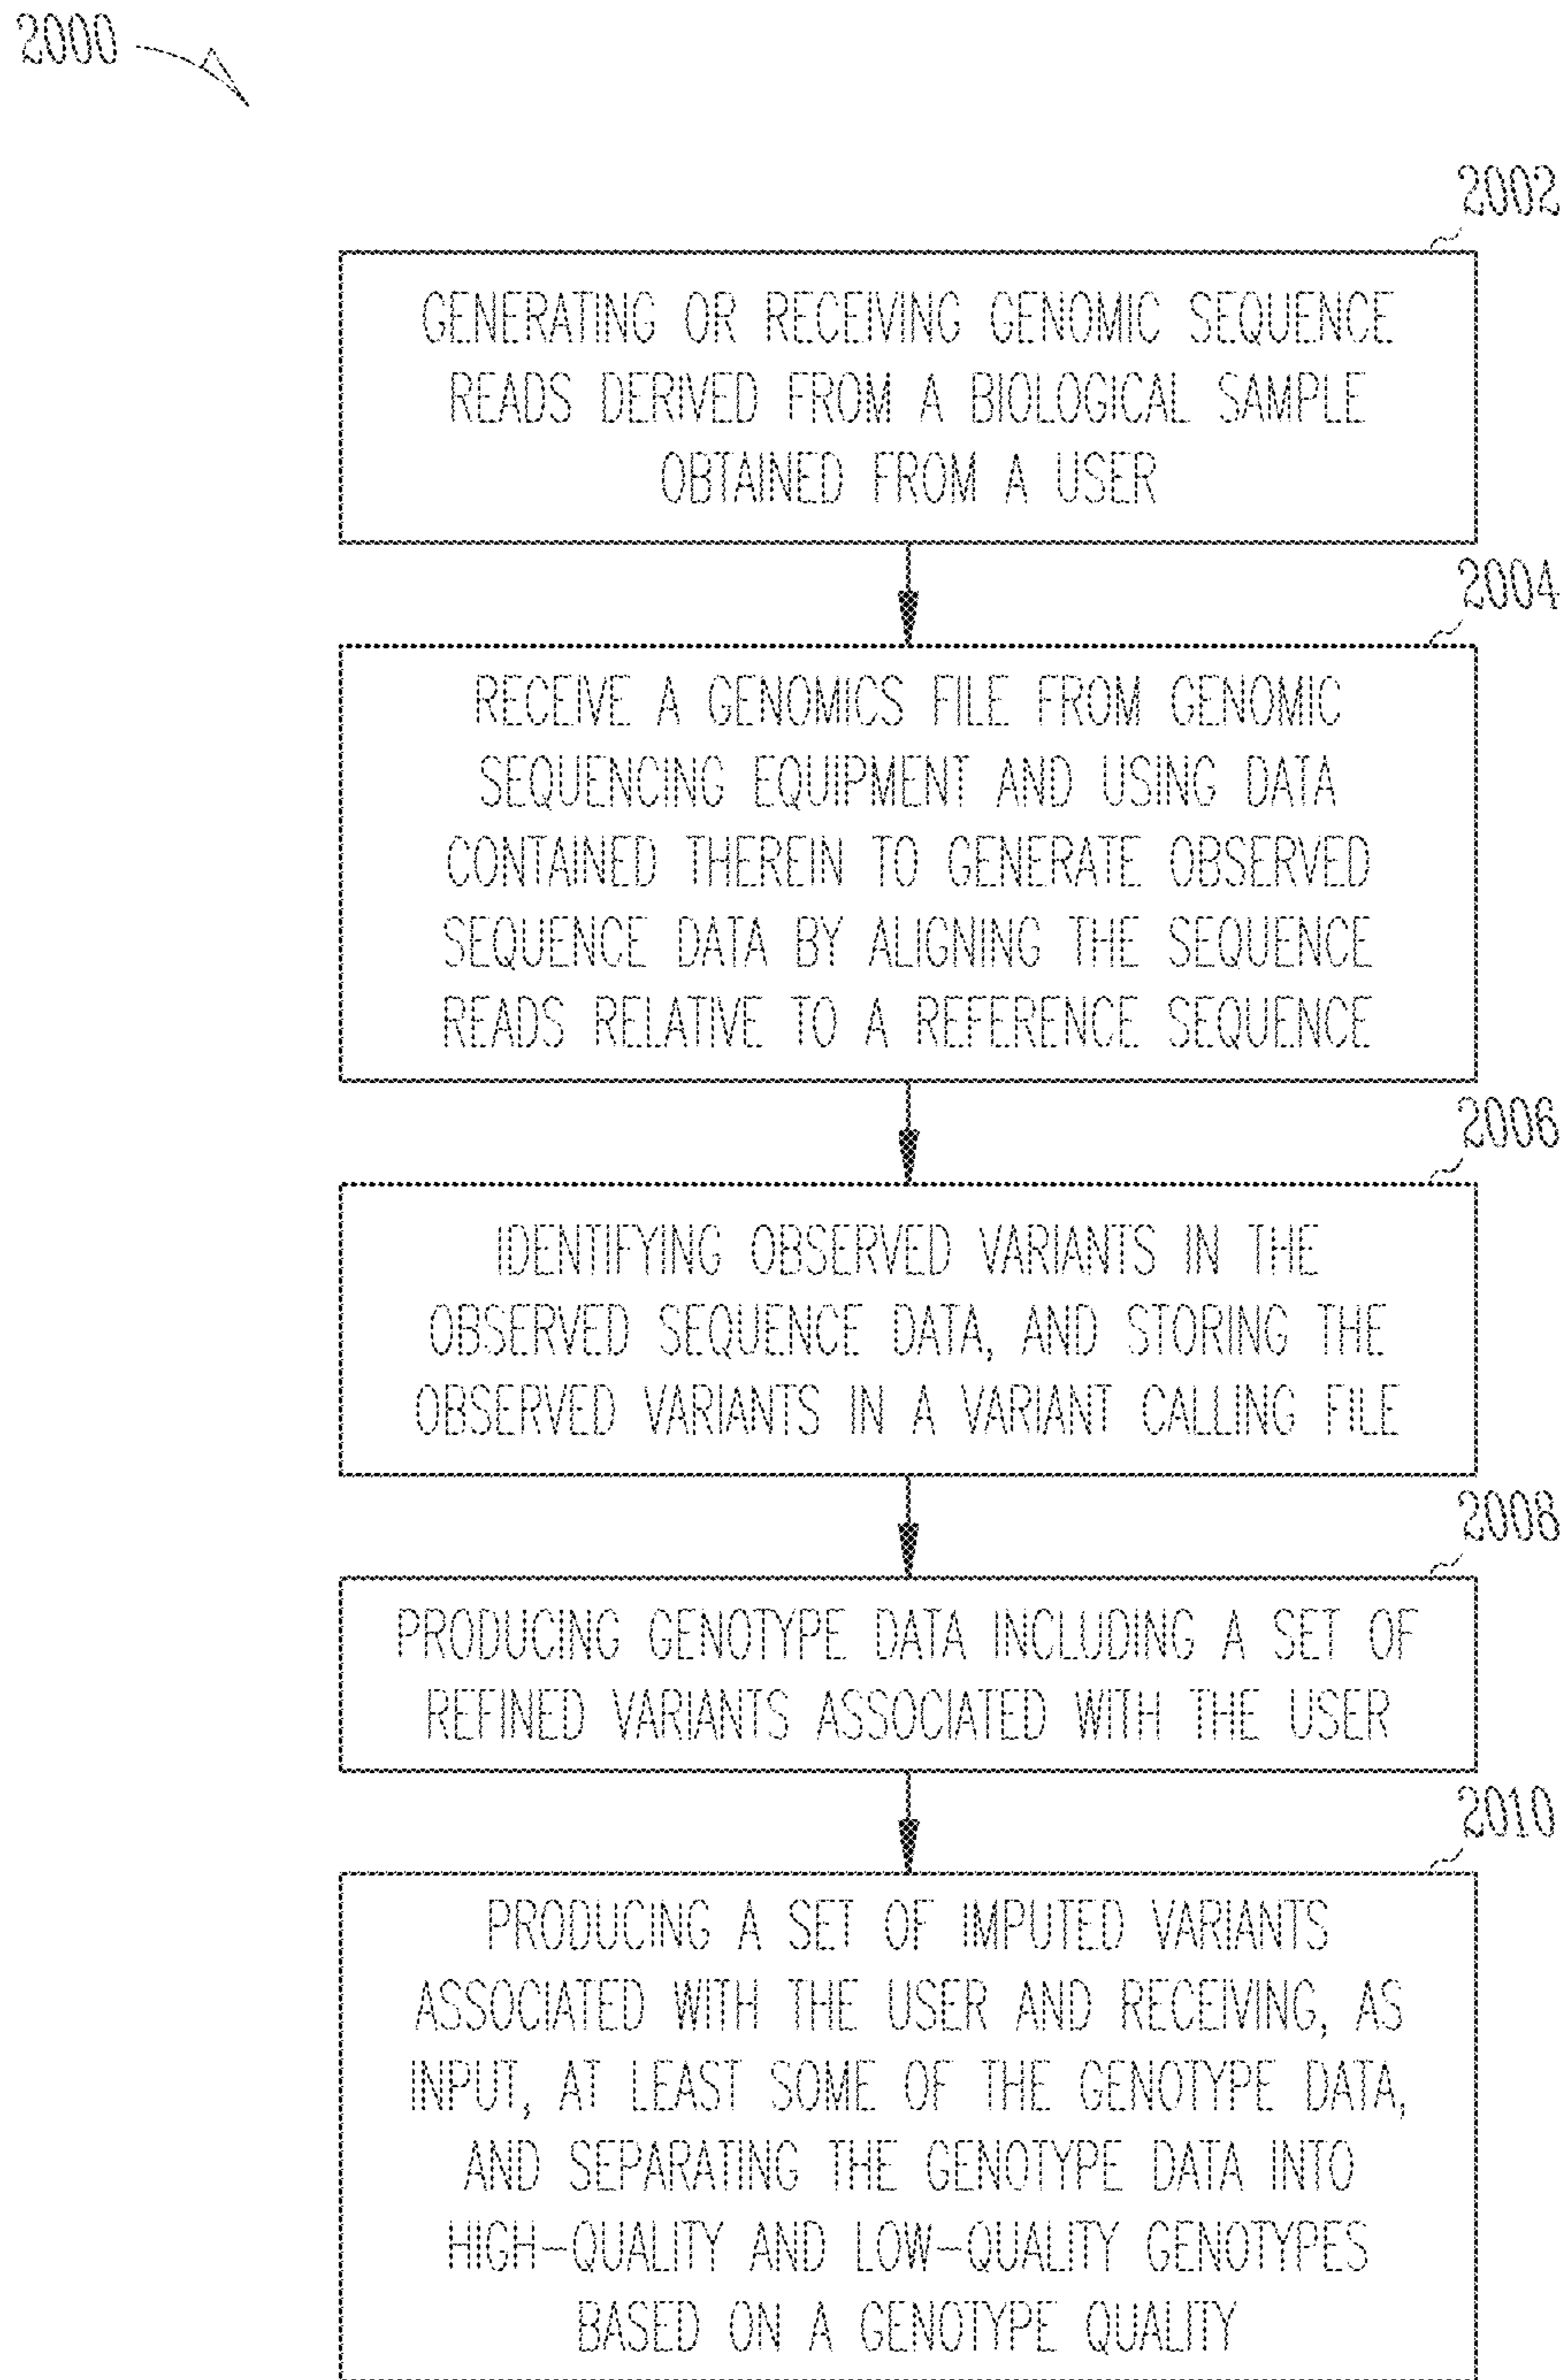 2000
2002
GENERATING OR RECEIVING GENOMIC SEQUENCE
READS DERIVED FROM A BIOLOGICAL SAMPLE
OBTAINED FROM A USER
2004
RECEIVE A GENOMICS FILE FROM GENOMIC
SEQUENCING EQUIPMENT AND USING DATA
CONTAINED THEREIN TO GENERATE OBSERVED
SEQUENCE DATA BY ALIGNING THE SEQUENCE
READS RELATIVE TO A REFERENCE SEQUENCE
2006
IDENTIFYING OBSERVED VARIANTS IN THE
OBSERVED SEQUENCE DATA, AND STORING THE
OBSERVED VARIANTS IN A VARIANT CALLING FILE
2008
PRODUCING GENOTYPE DATA INCLUDING A SET OF
REFINED VARIANTS ASSOCIATED WITH THE USER
2010
PRODUCING A SET OF IMPUTED VARIANTS
ASSOCIATED WITH THE USER AND RECEIVING, AS
INPUT, AT LEAST SOME OF THE GENOTYPE DATA,
AND SEPARATING THE GENOTYPE DATA INTO
HIGH-QUALITY AND LOW-QUALITY GENOTYPES
BASED ON A GENOTYPE QUALITY